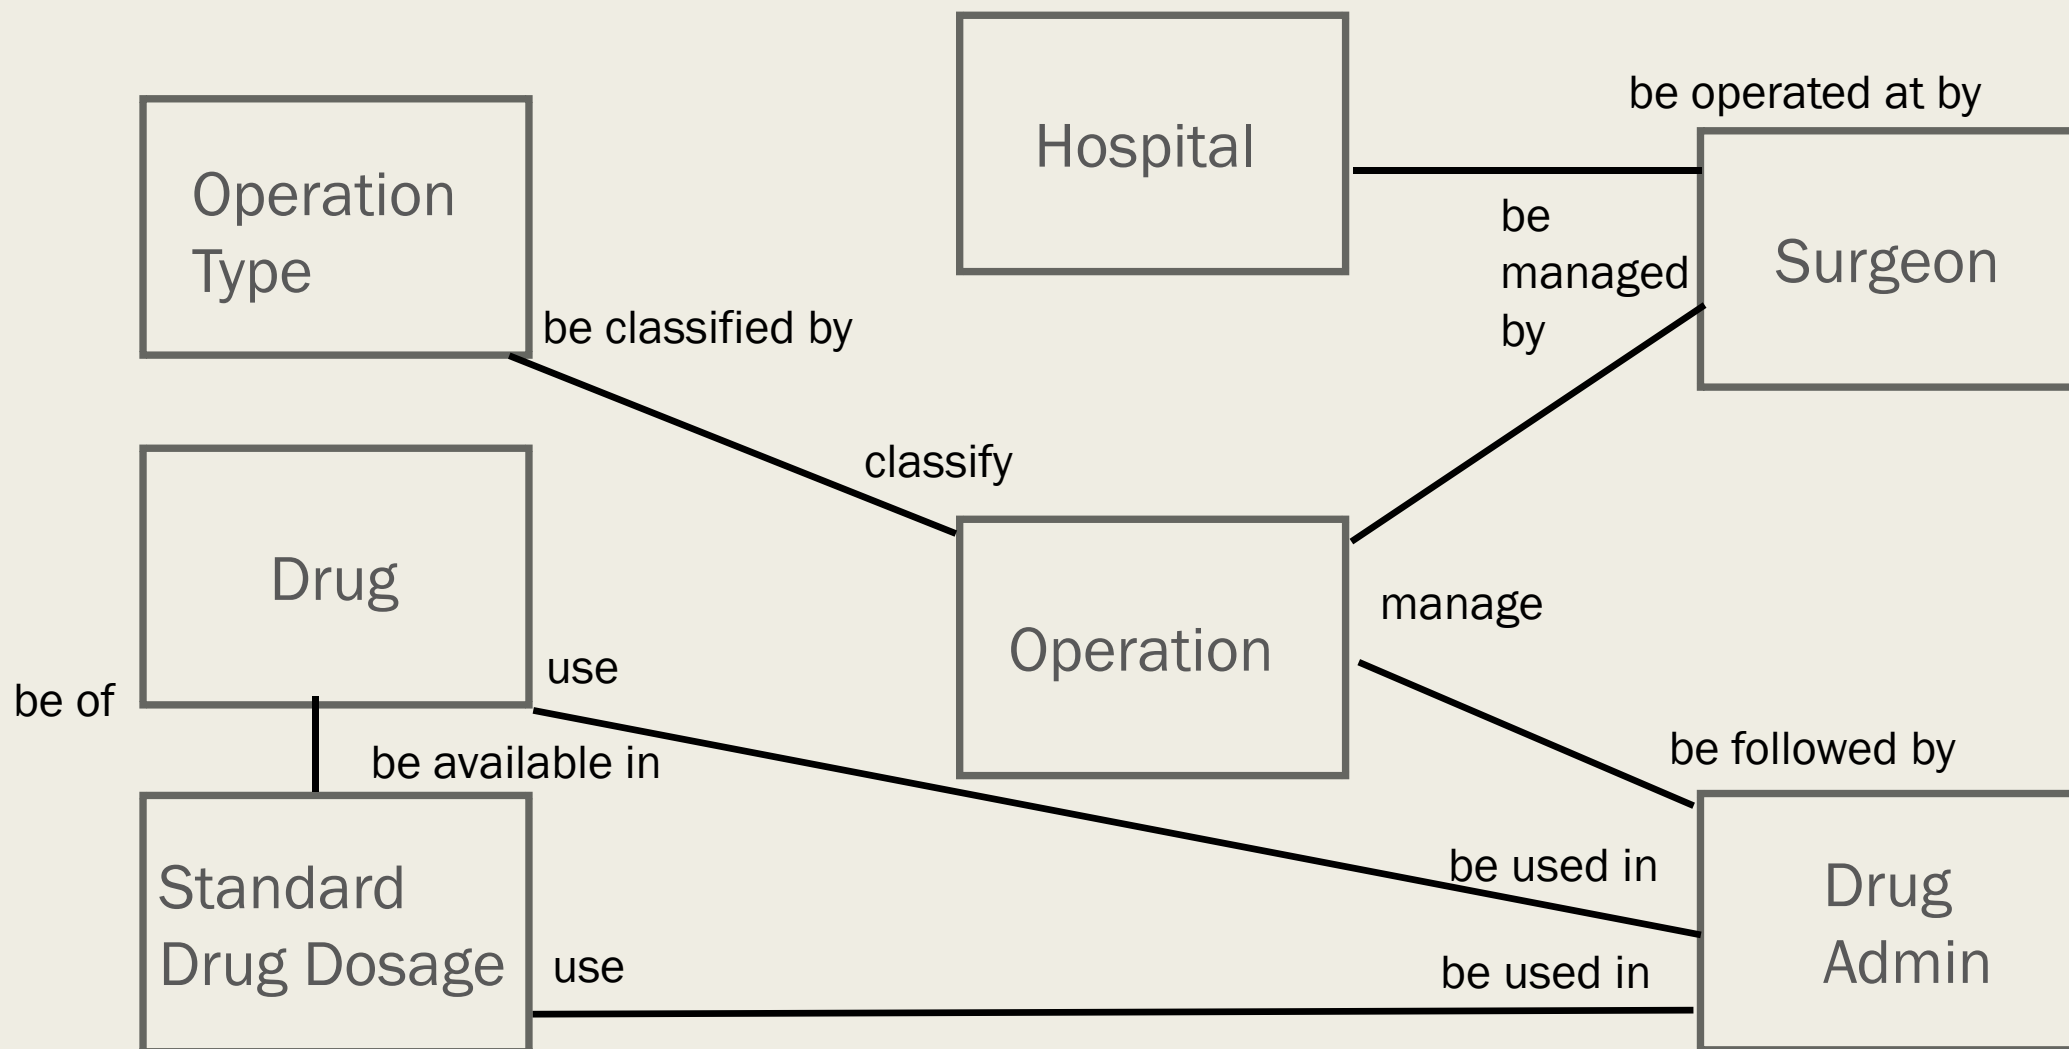 be operated at by
Hospital
Operation
Type
be
managed
by
Surgeon
be classified by
classify
Drug
manage
Operation
use
be of
be available in
be followed by
be used in
Standard
Drug Dosage
use
be used in
Drug
Admin